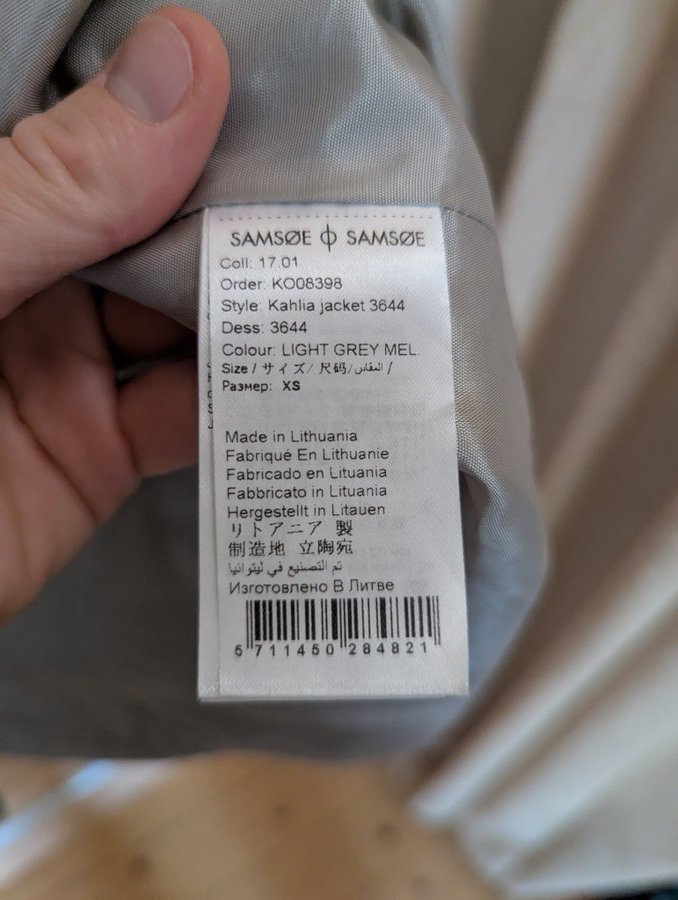 SAMSØE ϕ SAMSØE
Coll: 17.01
Order: KO08398
Style: Kahlia jacket 3644
Dess: 3644
Colour: LIGHT GREY MEL.
Size / サイズ / 尺码 / المقاس /
Размер: XS
Made in Lithuania
Fabriqué En Lithuanie
Fabricado en Lituania
Fabbricato in Lituania
Hergestellt in Litauen
リトアニア 製
制造地 立陶宛
تم التصنيع في ليتوانيا
Изготовлено В Литве
5 711450 284821